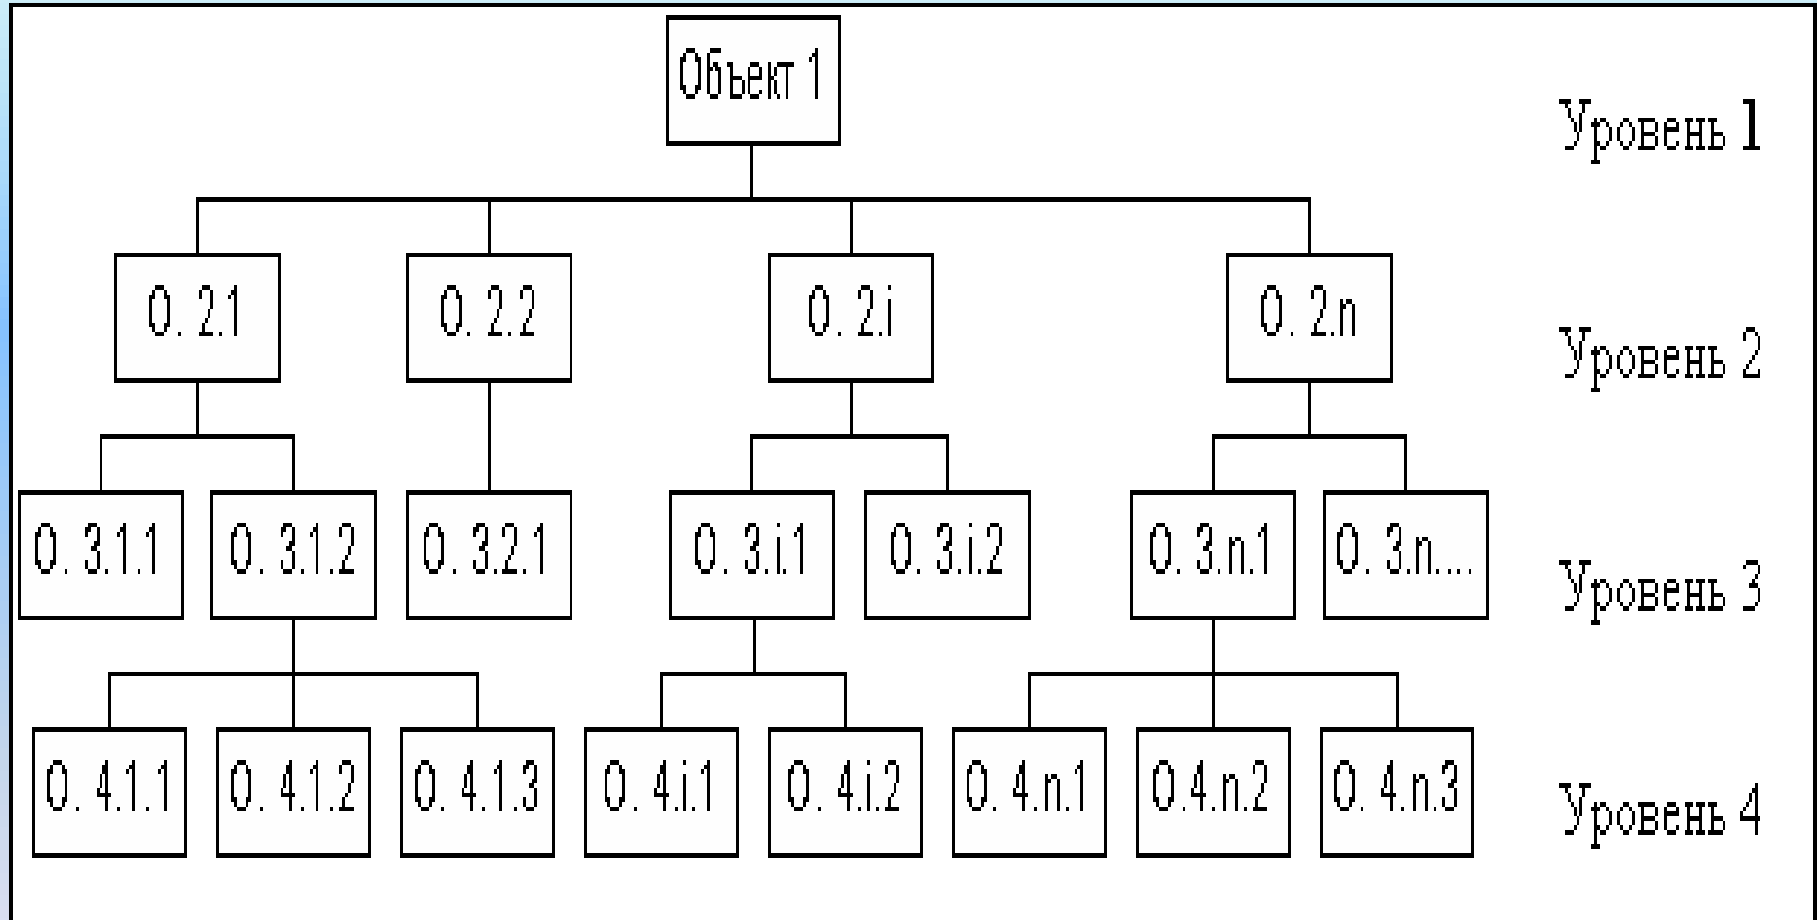 Объект 1
Уровень 1
О. 2.1
О. 2.2
О. 2.i
О. 2.n
Уровень 2
О. 3.1.1
О. 3.1.2
О. 3.2.1
О. 3.i.1
О. 3.i.2
О. 3.n.1
О. 3.n....
Уровень 3
О. 4.1.1
О. 4.1.2
О. 4.1.3
О. 4.i.1
О. 4.i.2
О. 4.n.1
О.4.n.2
О. 4.n.3
Уровень 4